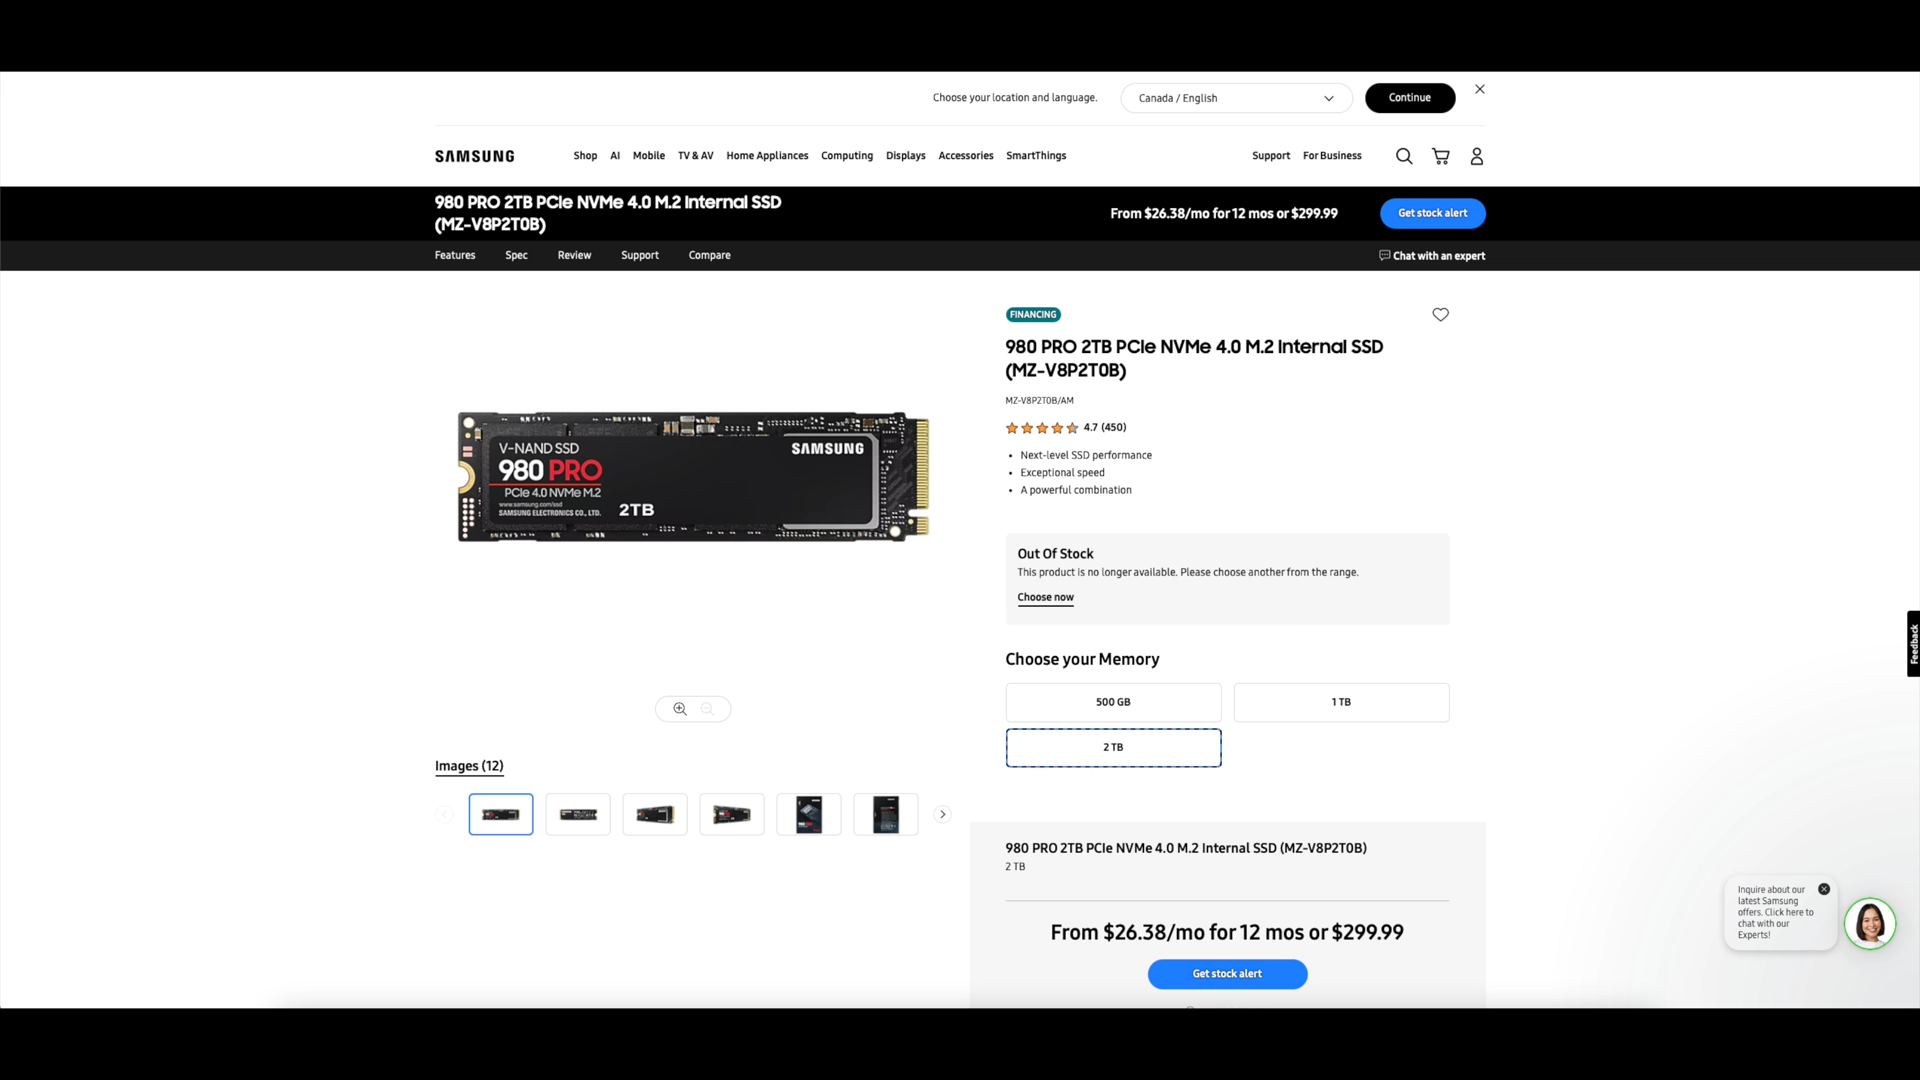 Choose your location and language.
Canada / English
Continue
SAMSUNG
Shop
AI
Mobile
TV & AV
Home Appliances
Computing
Displays
Accessories
SmartThings
Support
For Business
980 PRO 2TB PCIe NVMe 4.0 M.2 Internal SSD
(MZ-V8P2T0B)
From $26.38/mo for 12 mos or $299.99
Get stock alert
Features
Spec
Review
Support
Compare
Chat with an expert
V-NAND SSD
980 PRO
PCIe 4.0 NVMe M.2
www.samsung.com/ssd
SAMSUNG ELECTRONICS CO., LTD.
2TB
SAMSUNG
Images (12)
FINANCING
980 PRO 2TB PCIe NVMe 4.0 M.2 Internal SSD
(MZ-V8P2T0B)
MZ-V8P2T0B/AM
4.7 (450)
• Next-level SSD performance
• Exceptional speed
• A powerful combination
Out Of Stock
This product is no longer available. Please choose another from the range.
Choose now
Choose your Memory
500 GB
1 TB
2 TB
980 PRO 2TB PCIe NVMe 4.0 M.2 Internal SSD (MZ-V8P2T0B)
2 TB
From $26.38/mo for 12 mos or $299.99
Get stock alert
Feedback
Inquire about our
latest Samsung
offers. Click here to
chat with our
Experts!